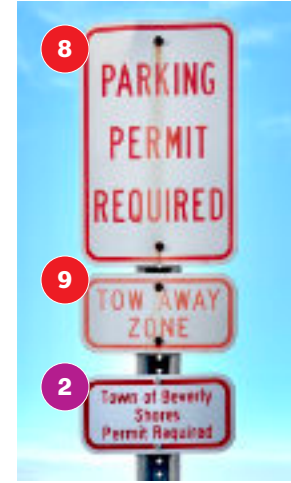 8
PARKING
PERMIT
REQUIRED
9
TOW AWAY
ZONE
2
Town of Beverly
Shores
Permit Required